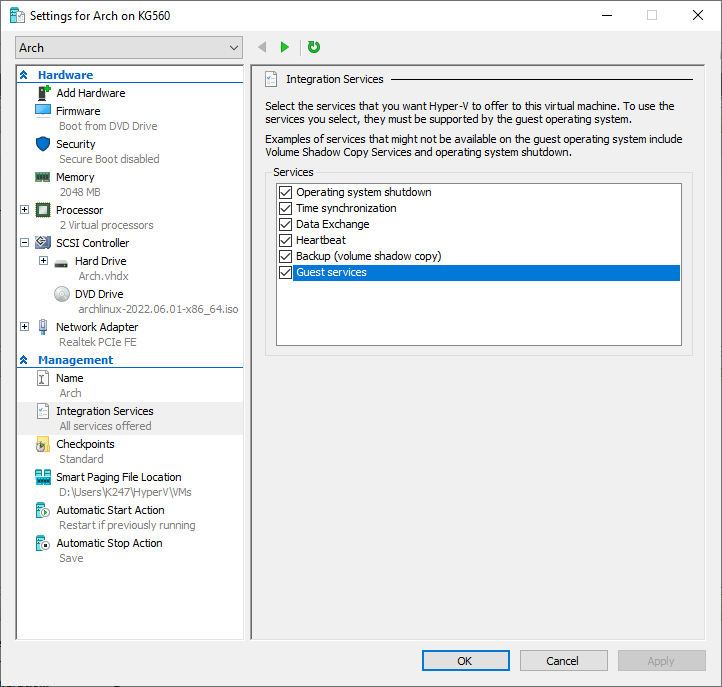 Settings for Arch on KG560
Arch
Hardware
Add Hardware
Firmware
Boot from DVD Drive
Security
Secure Boot disabled
Memory
2048 MB
Processor
2 Virtual processors
SCSI Controller
Hard Drive
Arch.vhdx
DVD Drive
archlinux-2022.06.01-x86_64.iso
Network Adapter
Realtek PCIe FE
Management
Name
Arch
Integration Services
All services offered
Checkpoints
Standard
Smart Paging File Location
D:\Users\K247\HyperV\VMs
Automatic Start Action
Restart if previously running
Automatic Stop Action
Save
Integration Services
Select the services that you want Hyper-V to offer to this virtual machine. To use the
services you select, they must be supported by the guest operating system.
Examples of services that might not be available on the guest operating system include
Volume Shadow Copy Services and operating system shutdown.
Services
Operating system shutdown
Time synchronization
Data Exchange
Heartbeat
Backup (volume shadow copy)
Guest services
OK
Cancel
Apply